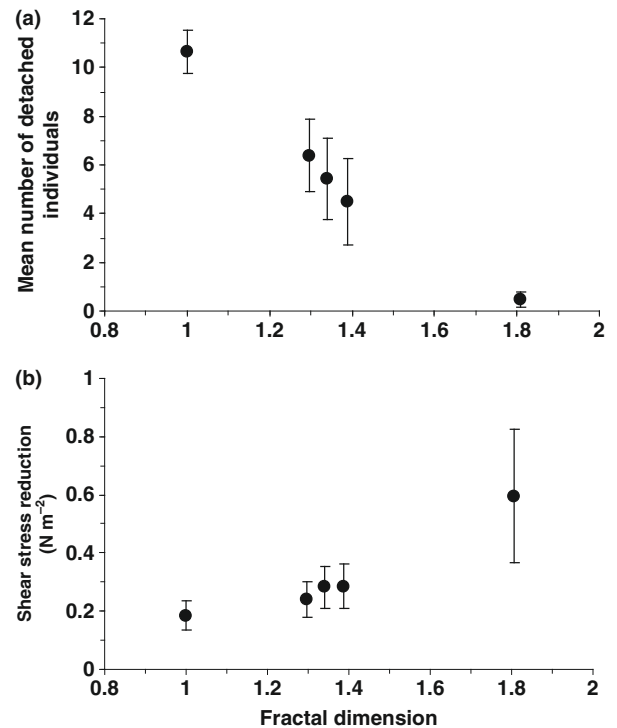 (a)
Mean number of detached
individuals
12
10
8
6
4
2
0
0.8 1 1.2 1.4 1.6 1.8 2
(b)
Shear stress reduction
(N m⁻²)
1
0.8
0.6
0.4
0.2
0
0.8 1 1.2 1.4 1.6 1.8 2
Fractal dimension